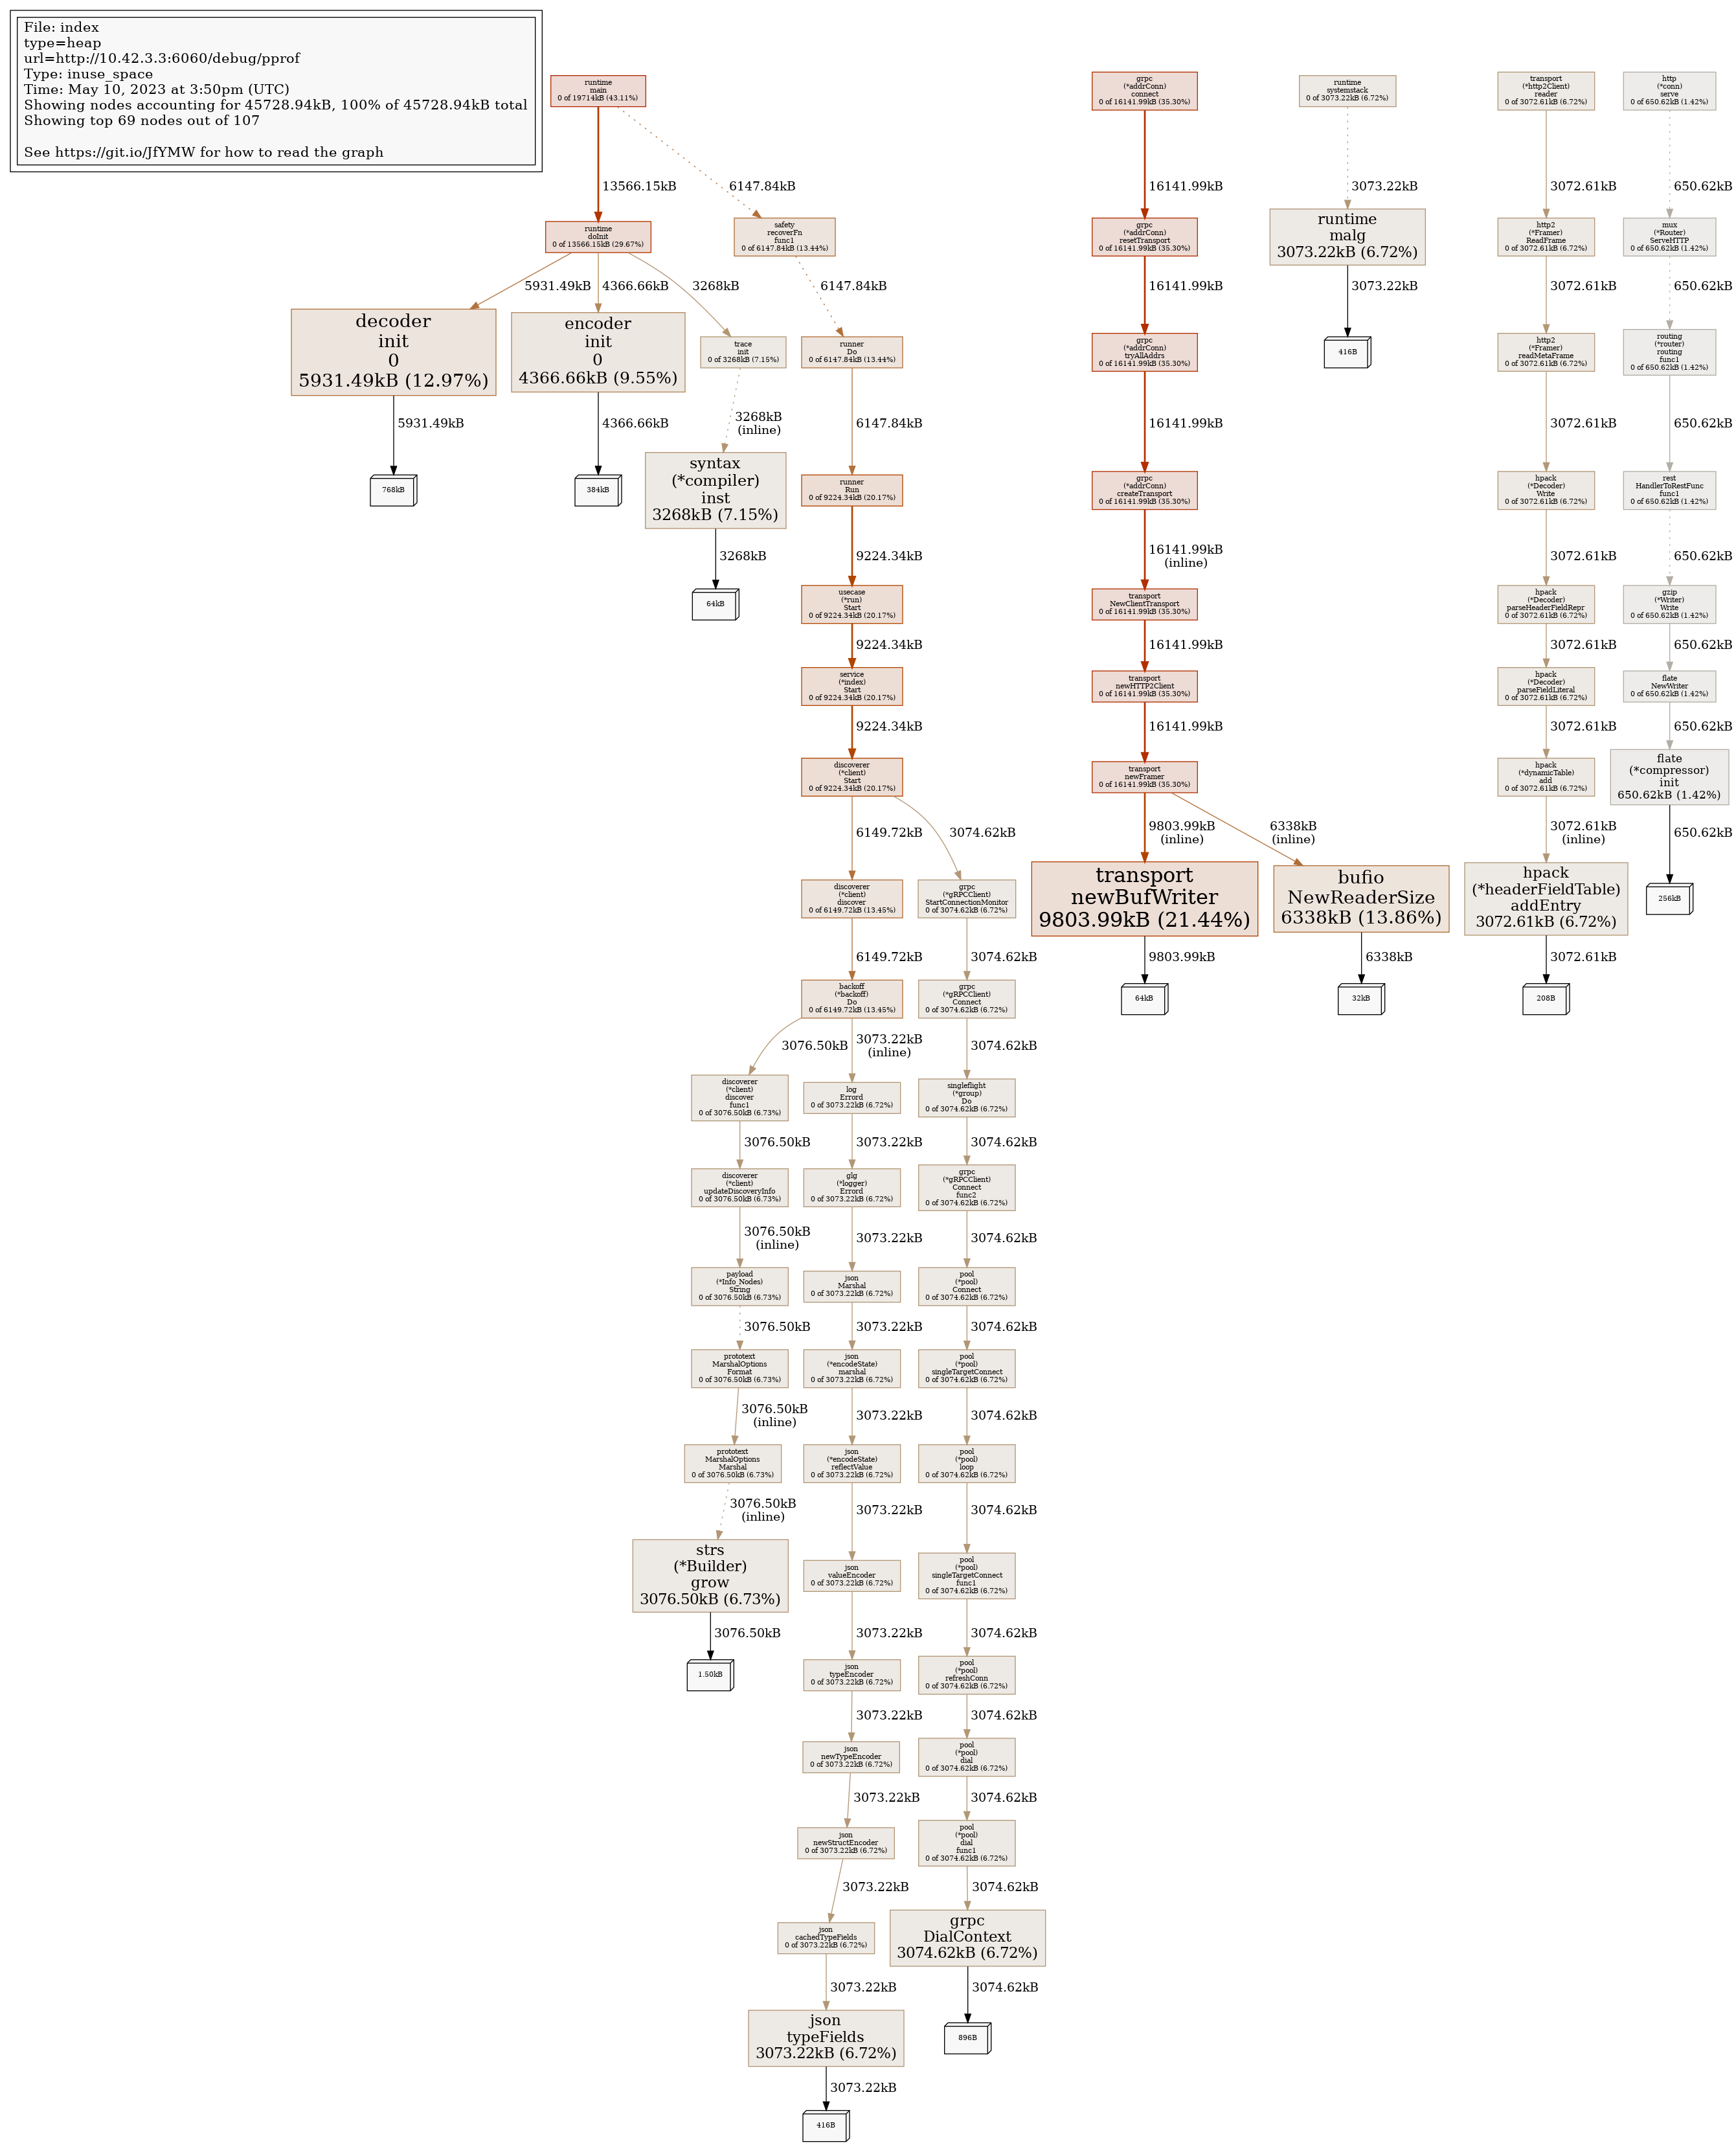 File: index
type=heap
url=http://10.42.3.3:6060/debug/pprof
Type: inuse_space
Time: May 10, 2023 at 3:50pm (UTC)
Showing nodes accounting for 45728.94kB, 100% of 45728.94kB total
Showing top 69 nodes out of 107
See https://git.io/JfYMW for how to read the graph
runtime
main
0 of 19714kB (43.11%)
13566.15kB
6147.84kB
runtime
doInit
0 of 13566.15kB (29.67%)
5931.49kB
4366.66kB
3268kB
decoder
init
0
5931.49kB (12.97%)
5931.49kB
768kB
encoder
init
0
4366.66kB (9.55%)
4366.66kB
384kB
trace
init
0 of 3268kB (7.15%)
3268kB
(inline)
syntax
(*compiler)
inst
3268kB (7.15%)
3268kB
64kB
safety
recoverFn
func1
0 of 6147.84kB (13.44%)
6147.84kB
runner
Do
0 of 6147.84kB (13.44%)
6147.84kB
runner
Run
0 of 9224.34kB (20.17%)
9224.34kB
usecase
(*run)
Start
0 of 9224.34kB (20.17%)
9224.34kB
service
(*index)
Start
0 of 9224.34kB (20.17%)
9224.34kB
discoverer
(*client)
Start
0 of 9224.34kB (20.17%)
6149.72kB
3074.62kB
discoverer
(*client)
discover
0 of 6149.72kB (13.45%)
6149.72kB
backoff
(*backoff)
Do
0 of 6149.72kB (13.45%)
3076.50kB
3073.22kB
(inline)
discoverer
(*client)
discover
func1
0 of 3076.50kB (6.73%)
3076.50kB
discoverer
(*client)
updateDiscoveryInfo
0 of 3076.50kB (6.73%)
3076.50kB
(inline)
payload
(*Info_Nodes)
String
0 of 3076.50kB (6.73%)
3076.50kB
prototext
MarshalOptions
Format
0 of 3076.50kB (6.73%)
3076.50kB
(inline)
prototext
MarshalOptions
Marshal
0 of 3076.50kB (6.73%)
3076.50kB
(inline)
strs
(*Builder)
grow
3076.50kB (6.73%)
3076.50kB
1.50kB
log
Errord
0 of 3073.22kB (6.72%)
3073.22kB
glg
(*logger)
Errord
0 of 3073.22kB (6.72%)
3073.22kB
json
Marshal
0 of 3073.22kB (6.72%)
3073.22kB
json
(*encodeState)
marshal
0 of 3073.22kB (6.72%)
3073.22kB
json
(*encodeState)
reflectValue
0 of 3073.22kB (6.72%)
3073.22kB
json
valueEncoder
0 of 3073.22kB (6.72%)
3073.22kB
json
typeEncoder
0 of 3073.22kB (6.72%)
3073.22kB
json
newTypeEncoder
0 of 3073.22kB (6.72%)
3073.22kB
json
newStructEncoder
0 of 3073.22kB (6.72%)
3073.22kB
json
cachedTypeFields
0 of 3073.22kB (6.72%)
3073.22kB
json
typeFields
3073.22kB (6.72%)
3073.22kB
416B
grpc
(*gRPCClient)
StartConnectionMonitor
0 of 3074.62kB (6.72%)
3074.62kB
grpc
(*gRPCClient)
Connect
0 of 3074.62kB (6.72%)
3074.62kB
singleflight
(*group)
Do
0 of 3074.62kB (6.72%)
3074.62kB
grpc
(*gRPCClient)
Connect
func2
0 of 3074.62kB (6.72%)
3074.62kB
pool
(*pool)
Connect
0 of 3074.62kB (6.72%)
3074.62kB
pool
(*pool)
singleTargetConnect
0 of 3074.62kB (6.72%)
3074.62kB
pool
(*pool)
loop
0 of 3074.62kB (6.72%)
3074.62kB
pool
(*pool)
singleTargetConnect
func1
0 of 3074.62kB (6.72%)
3074.62kB
pool
(*pool)
refreshConn
0 of 3074.62kB (6.72%)
3074.62kB
pool
(*pool)
dial
0 of 3074.62kB (6.72%)
3074.62kB
pool
(*pool)
dial
func1
0 of 3074.62kB (6.72%)
3074.62kB
grpc
DialContext
3074.62kB (6.72%)
3074.62kB
896B
grpc
(*addrConn)
connect
0 of 16141.99kB (35.30%)
16141.99kB
grpc
(*addrConn)
resetTransport
0 of 16141.99kB (35.30%)
16141.99kB
grpc
(*addrConn)
tryAllAddrs
0 of 16141.99kB (35.30%)
16141.99kB
grpc
(*addrConn)
createTransport
0 of 16141.99kB (35.30%)
16141.99kB
(inline)
transport
NewClientTransport
0 of 16141.99kB (35.30%)
16141.99kB
transport
newHTTP2Client
0 of 16141.99kB (35.30%)
16141.99kB
transport
newFramer
0 of 16141.99kB (35.30%)
9803.99kB
(inline)
6338kB
(inline)
transport
newBufWriter
9803.99kB (21.44%)
9803.99kB
64kB
bufio
NewReaderSize
6338kB (13.86%)
6338kB
32kB
runtime
systemstack
0 of 3073.22kB (6.72%)
3073.22kB
runtime
malg
3073.22kB (6.72%)
3073.22kB
416B
transport
(*http2Client)
reader
0 of 3072.61kB (6.72%)
3072.61kB
http2
(*Framer)
ReadFrame
0 of 3072.61kB (6.72%)
3072.61kB
http2
(*Framer)
readMetaFrame
0 of 3072.61kB (6.72%)
3072.61kB
hpack
(*Decoder)
Write
0 of 3072.61kB (6.72%)
3072.61kB
hpack
(*Decoder)
parseHeaderFieldRepr
0 of 3072.61kB (6.72%)
3072.61kB
hpack
(*Decoder)
parseFieldLiteral
0 of 3072.61kB (6.72%)
3072.61kB
hpack
(*dynamicTable)
add
0 of 3072.61kB (6.72%)
3072.61kB
(inline)
hpack
(*headerFieldTable)
addEntry
3072.61kB (6.72%)
3072.61kB
208B
http
(*conn)
serve
0 of 650.62kB (1.42%)
650.62kB
mux
(*Router)
ServeHTTP
0 of 650.62kB (1.42%)
650.62kB
routing
(*router)
routing
func1
0 of 650.62kB (1.42%)
650.62kB
rest
HandlerToRestFunc
func1
0 of 650.62kB (1.42%)
650.62kB
gzip
(*Writer)
Write
0 of 650.62kB (1.42%)
650.62kB
flate
NewWriter
0 of 650.62kB (1.42%)
650.62kB
flate
(*compressor)
init
650.62kB (1.42%)
650.62kB
256kB